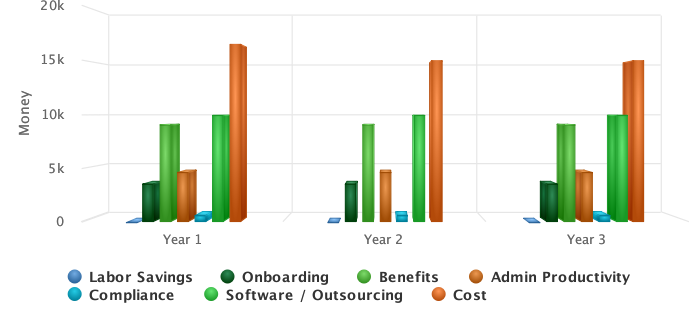 20k
15k
10k
5k
0
Money
Year 1 Year 2 Year 3
Labor Savings Onboarding Benefits Admin Productivity
Compliance Software / Outsourcing Cost